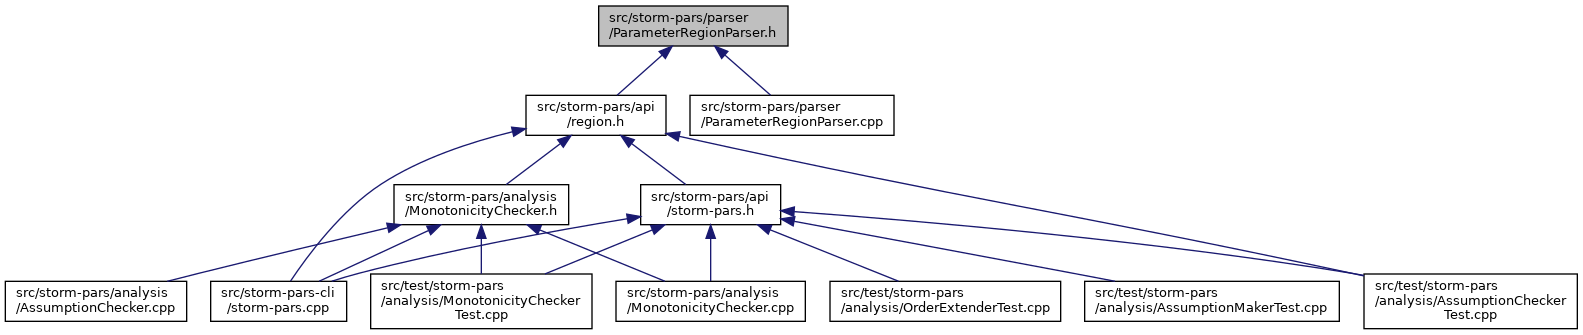 src/storm-pars/parser
/ParameterRegionParser.h
src/storm-pars/api
/region.h
src/storm-pars/parser
/ParameterRegionParser.cpp
src/storm-pars/analysis
/MonotonicityChecker.h
src/storm-pars/api
/storm-pars.h
src/storm-pars/analysis
/AssumptionChecker.cpp
src/storm-pars-cli
/storm-pars.cpp
src/test/storm-pars
/analysis/MonotonicityChecker
Test.cpp
src/storm-pars/analysis
/MonotonicityChecker.cpp
src/test/storm-pars
/analysis/OrderExtenderTest.cpp
src/test/storm-pars
/analysis/AssumptionMakerTest.cpp
src/test/storm-pars
/analysis/AssumptionChecker
Test.cpp